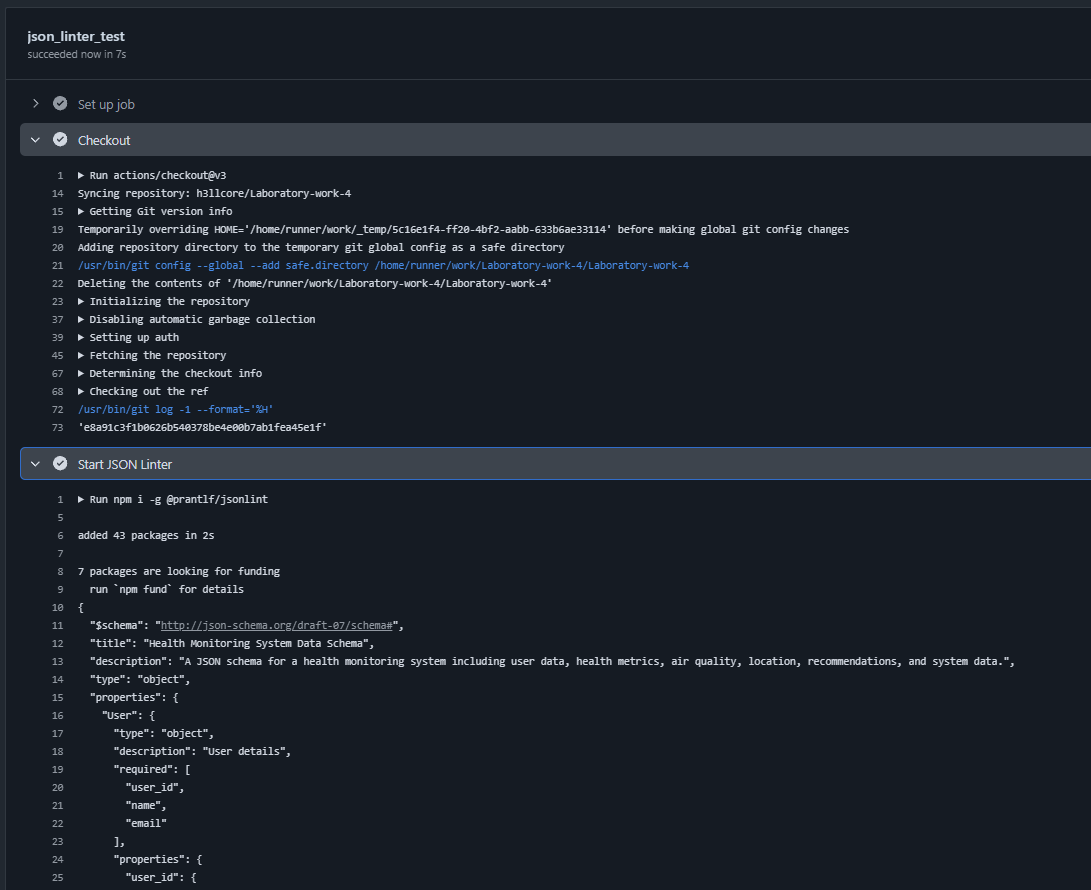 json_linter_test
succeeded now in 7s
Set up job
Checkout
1 Run actions/checkout@v3
14 Syncing repository: h3llcore/Laboratory-work-4
15 Getting Git version info
19 Temporarily overriding HOME='/home/runner/work/_temp/5c16e1f4-ff20-4bf2-aabb-633b6ae33114' before making global git config changes
20 Adding repository directory to the temporary git global config as a safe directory
21 /usr/bin/git config --global --add safe.directory /home/runner/work/Laboratory-work-4/Laboratory-work-4
22 Deleting the contents of '/home/runner/work/Laboratory-work-4/Laboratory-work-4'
23 Initializing the repository
37 Disabling automatic garbage collection
39 Setting up auth
45 Fetching the repository
67 Determining the checkout info
68 Checking out the ref
72 /usr/bin/git log -1 --format='%H'
73 'e8a91c3f1b0626b540378be4e00b7ab1fea45e1f'
Start JSON Linter
1 Run npm i -g @prantlf/jsonlint
5
6 added 43 packages in 2s
7
8 7 packages are looking for funding
9 run `npm fund` for details
10 {
11 "$schema": "http://json-schema.org/draft-07/schema#",
12 "title": "Health Monitoring System Data Schema",
13 "description": "A JSON schema for a health monitoring system including user data, health metrics, air quality, location, recommendations, and system data.",
14 "type": "object",
15 "properties": {
16 "User": {
17 "type": "object",
18 "description": "User details",
19 "required": [
20 "user_id",
21 "name",
22 "email"
23 ],
24 "properties": {
25 "user_id": {